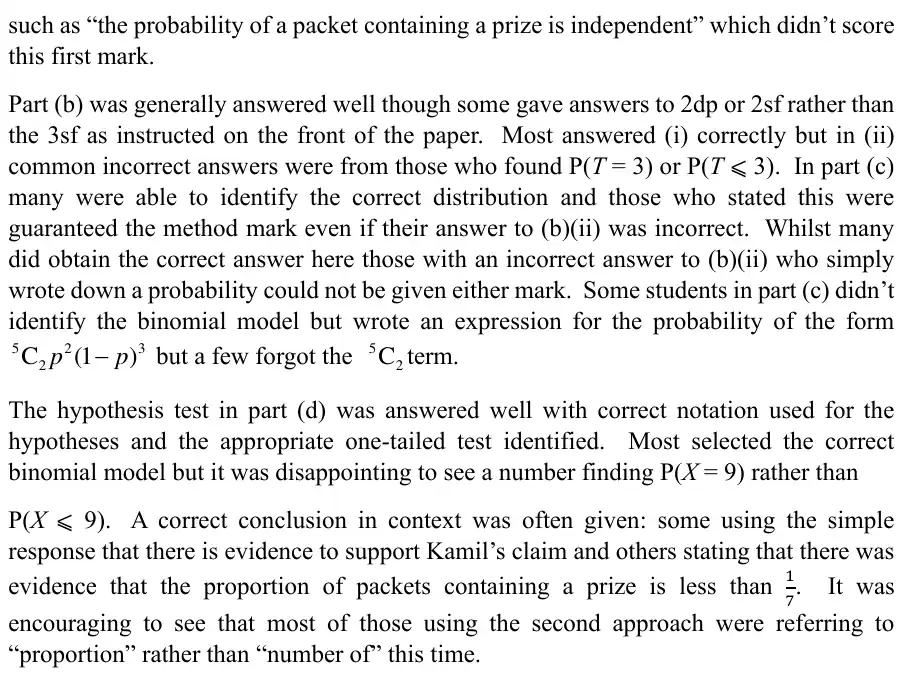 such as “the probability of a packet containing a prize is independent” which didn’t score
this first mark.
Part (b) was generally answered well though some gave answers to 2dp or 2sf rather than
the 3sf as instructed on the front of the paper. Most answered (i) correctly but in (ii)
common incorrect answers were from those who found P(T = 3) or P(T ⩽ 3). In part (c)
many were able to identify the correct distribution and those who stated this were
guaranteed the method mark even if their answer to (b)(ii) was incorrect. Whilst many
did obtain the correct answer here those with an incorrect answer to (b)(ii) who simply
wrote down a probability could not be given either mark. Some students in part (c) didn’t
identify the binomial model but wrote an expression for the probability of the form
⁵C₂p²(1 – p)³ but a few forgot the ⁵C₂ term.
The hypothesis test in part (d) was answered well with correct notation used for the
hypotheses and the appropriate one-tailed test identified. Most selected the correct
binomial model but it was disappointing to see a number finding P(X = 9) rather than
P(X ⩽ 9). A correct conclusion in context was often given: some using the simple
response that there is evidence to support Kamil’s claim and others stating that there was
evidence that the proportion of packets containing a prize is less than 1/7. It was
encouraging to see that most of those using the second approach were referring to
“proportion” rather than “number of” this time.